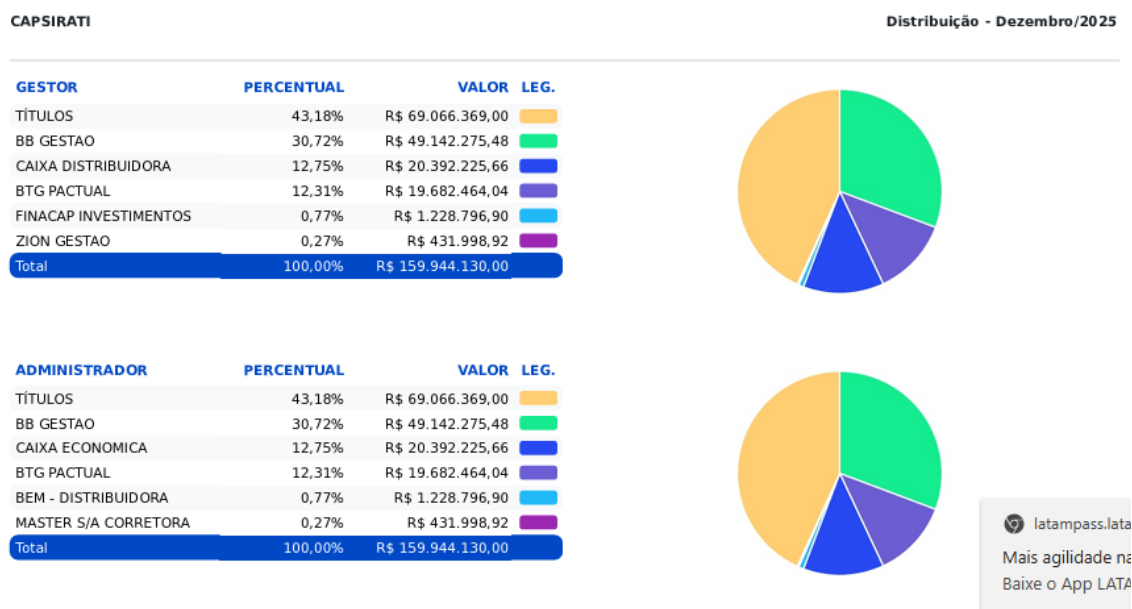 CAPSIRATI Distribuição - Dezembro/2025
GESTOR PERCENTUAL VALOR LEG.
TÍTULOS 43,18% R$ 69.066.369,00
BB GESTAO 30,72% R$ 49.142.275,48
CAIXA DISTRIBUIDORA 12,75% R$ 20.392.225,66
BTG PACTUAL 12,31% R$ 19.682.464,04
FINACAP INVESTIMENTOS 0,77% R$ 1.228.796,90
ZION GESTAO 0,27% R$ 431.998,92
Total 100,00% R$ 159.944.130,00
ADMINISTRADOR PERCENTUAL VALOR LEG.
TÍTULOS 43,18% R$ 69.066.369,00
BB GESTAO 30,72% R$ 49.142.275,48
CAIXA ECONOMICA 12,75% R$ 20.392.225,66
BTG PACTUAL 12,31% R$ 19.682.464,04
BEM - DISTRIBUIDORA 0,77% R$ 1.228.796,90
MASTER S/A CORRETORA 0,27% R$ 431.998,92
Total 100,00% R$ 159.944.130,00
latampass.lata
Mais agilidade na
Baixe o App LATA